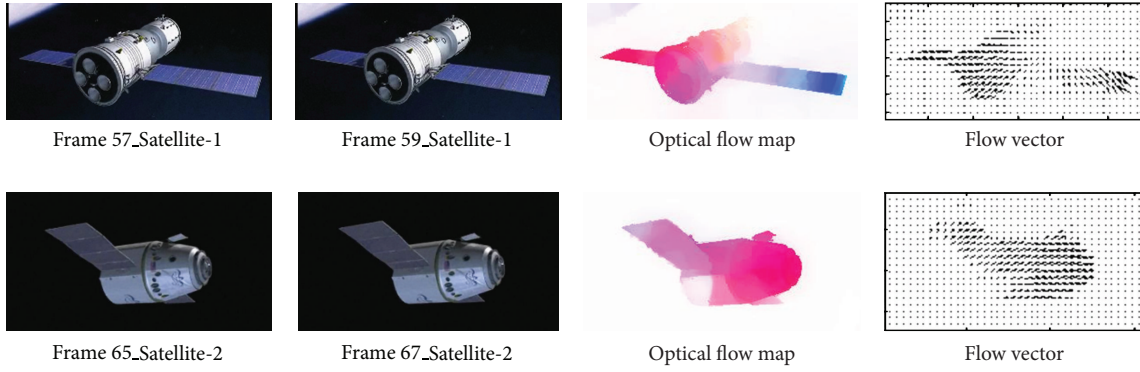 Frame 57_Satellite-1
Frame 59_Satellite-1
Optical flow map
Flow vector
Frame 65_Satellite-2
Frame 67_Satellite-2
Optical flow map
Flow vector